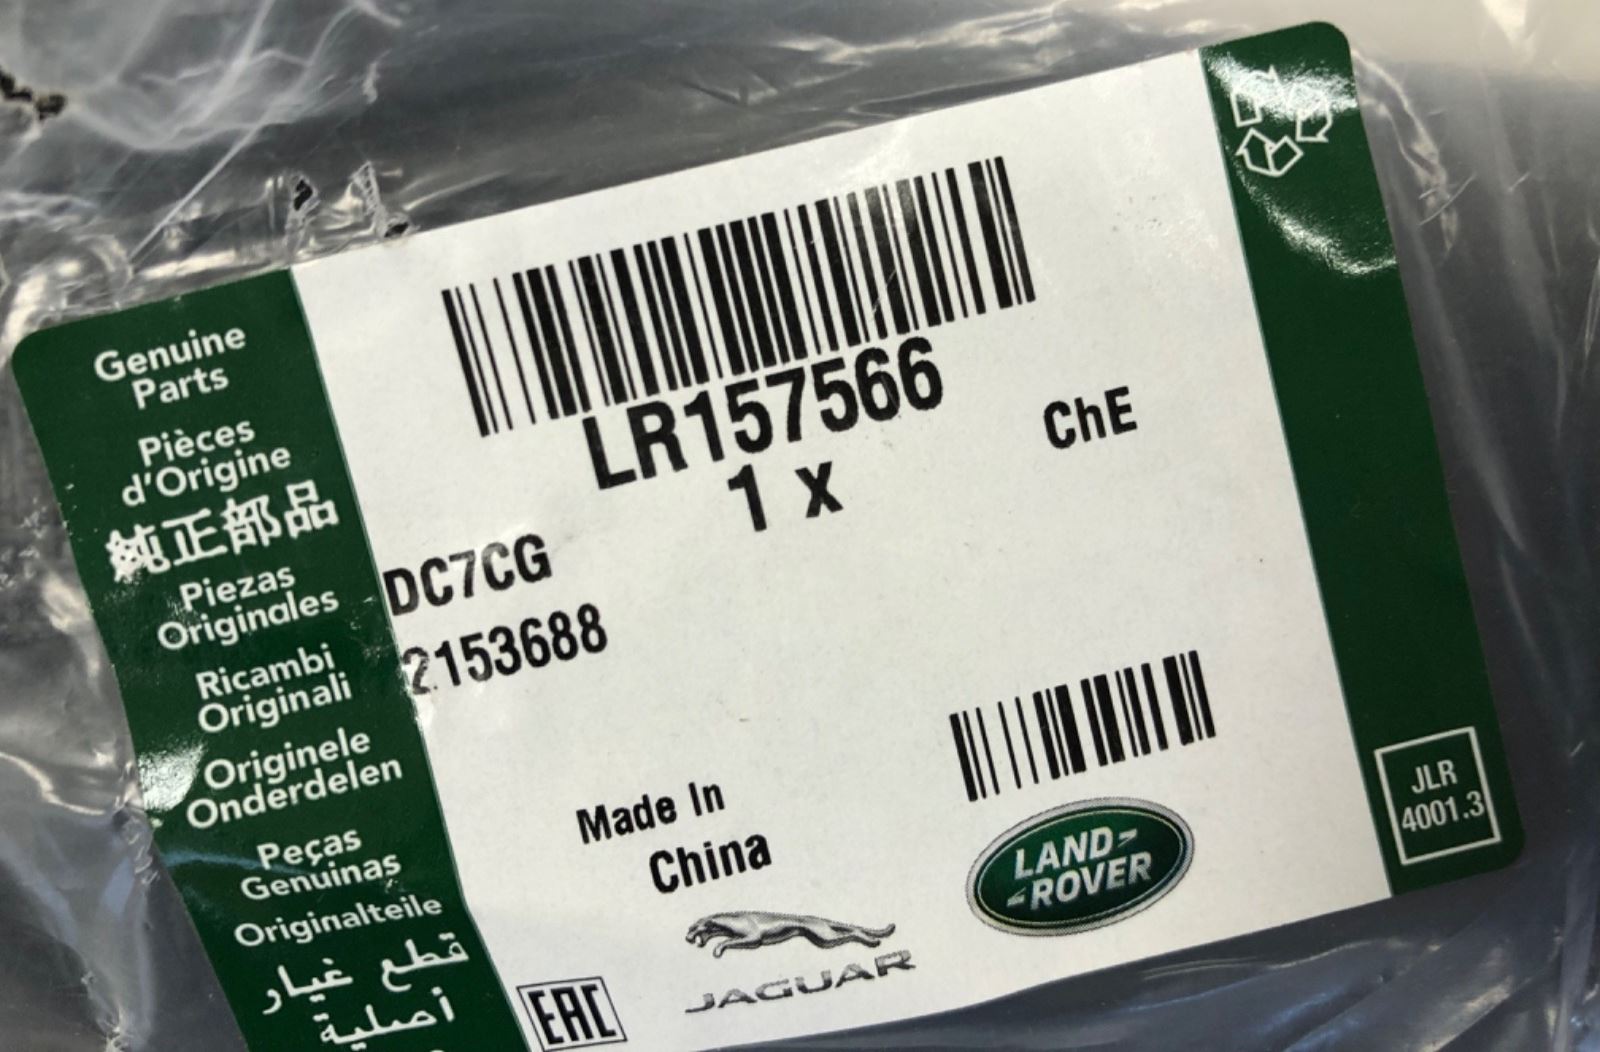 Genuine
Parts
Pièces
d'Origine
純正部品
Piezas
Originales
Ricambi
Originali
Originele
Onderdelen
Peças
Genuinas
Originalteile
قطع غيار
أصلية
LR157566
1 x
ChE
DC7CG
2153688
Made In
China
JAGUAR
LAND-
-ROVER
EAC
JLR
4001.3